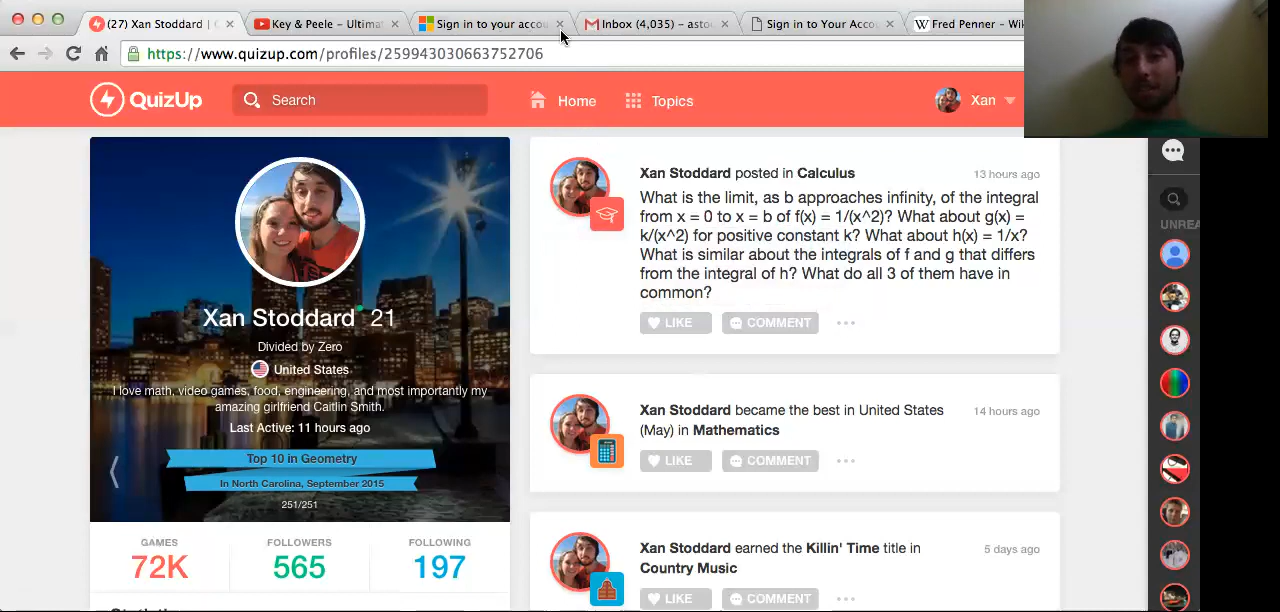 (27) Xan Stoddard |
Key & Peele – Ultima
Sign in to your accou
Inbox (4,035) – asto
Sign in to Your Acco
Fred Penner – Wik
https://www.quizup.com/profiles/259943030663752706
QuizUp
Search
Home
Topics
Xan
Xan Stoddard 21
Divided by Zero
United States
I love math, video games, food, engineering, and most importantly my
amazing girlfriend Caitlin Smith.
Last Active: 11 hours ago
Top 10 in Geometry
In North Carolina, September 2015
251/251
GAMES
72K
FOLLOWERS
565
FOLLOWING
197
Xan Stoddard posted in Calculus
13 hours ago
What is the limit, as b approaches infinity, of the integral
from x = 0 to x = b of f(x) = 1/(x^2)? What about g(x) =
k/(x^2) for positive constant k? What about h(x) = 1/x?
What is similar about the integrals of f and g that differs
from the integral of h? What do all 3 of them have in
common?
LIKE
COMMENT
Xan Stoddard became the best in United States
14 hours ago
(May) in Mathematics
LIKE
COMMENT
Xan Stoddard earned the Killin' Time title in
5 days ago
Country Music
LIKE
COMMENT
UNREA